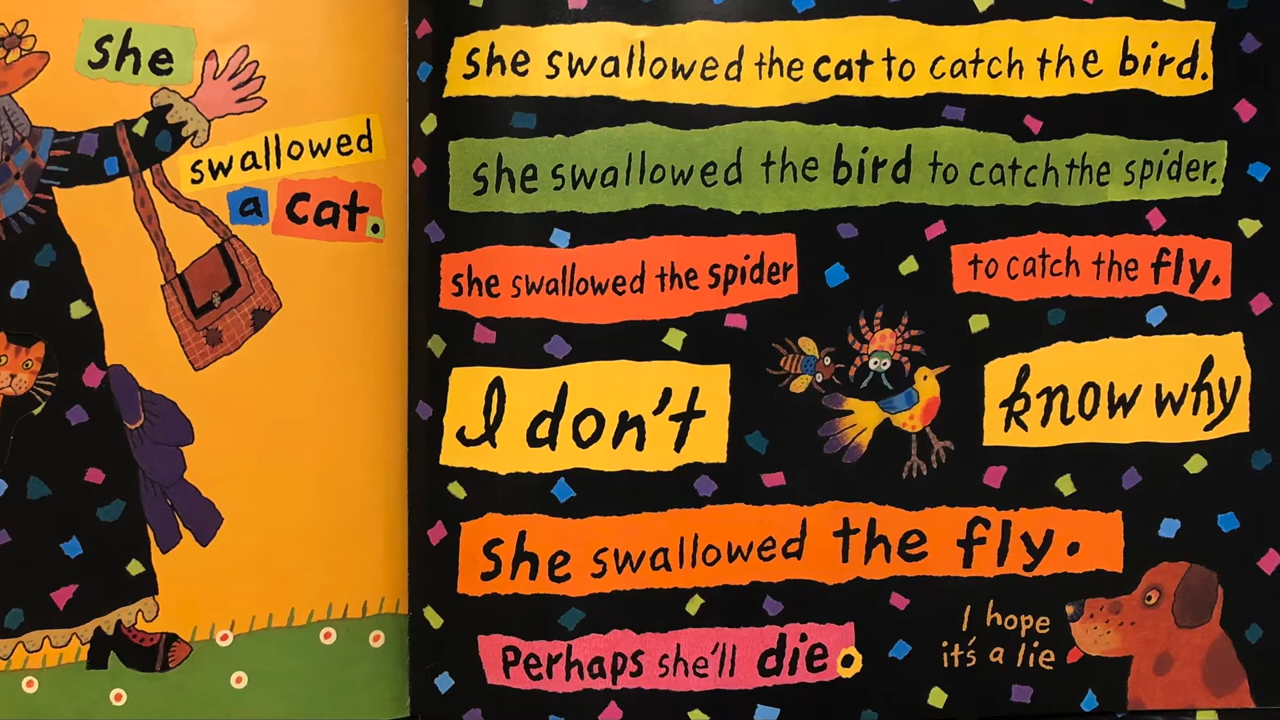 she
swallowed
a cat.
she swallowed the cat to catch the bird.
she swallowed the bird to catch the spider.
she swallowed the spider to catch the fly.
I don't know why
She swallowed the fly.
Perhaps she'll die.
I hope
it's a lie